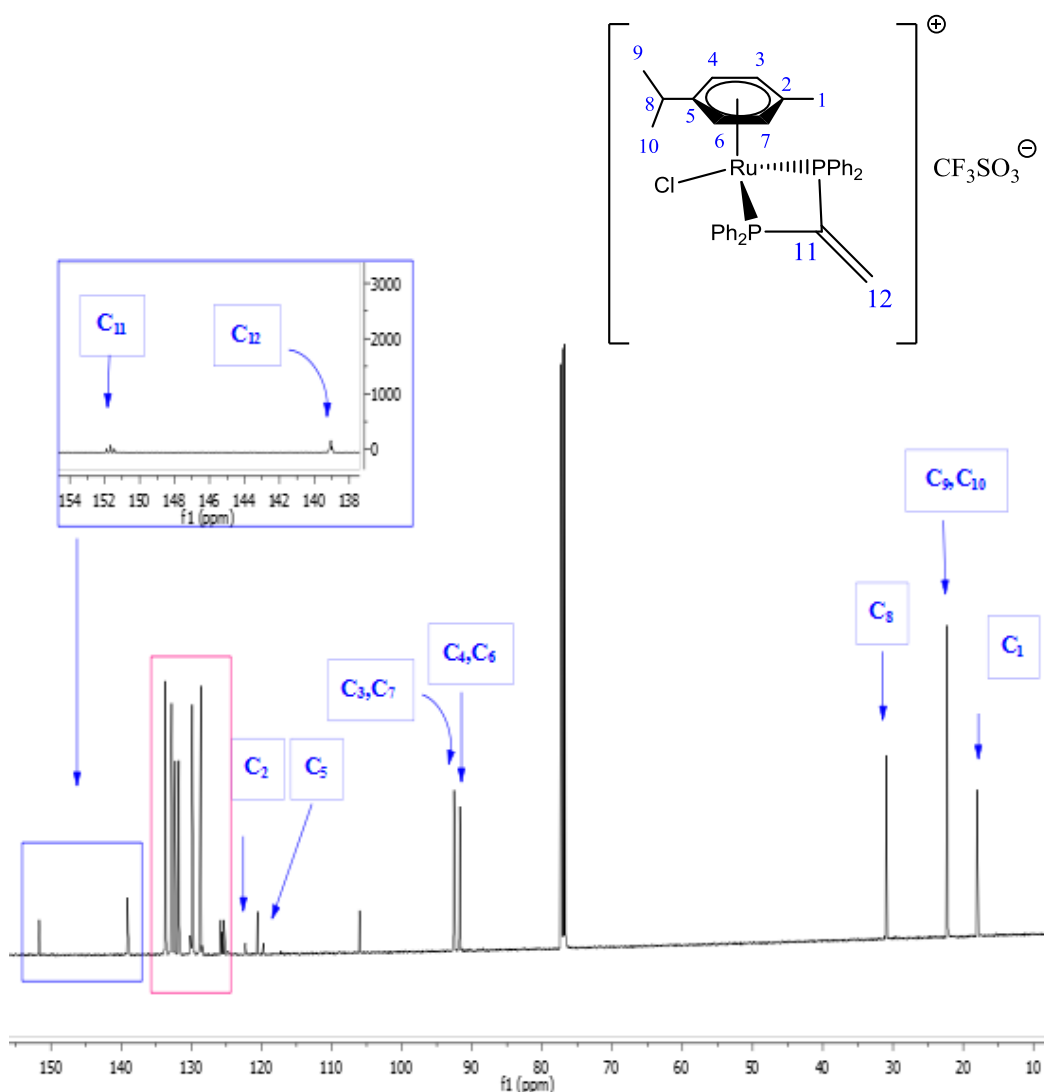 ⊕
9 4 3
8 2 1
5
10 6 7
Ru PPh₂
Cl
Ph₂P
11
12
CF₃SO₃ ⊖
C₁₁
C₁₂
3000
2000
1000
0
154 152 150 148 146 144 142 140 138
f1 (ppm)
C₉,C₁₀
C₈
C₁
C₄,C₆
C₃,C₇
C₂
C₅
150 140 130 120 110 100 90 80 70 60 50 40 30 20 10
f1 (ppm)